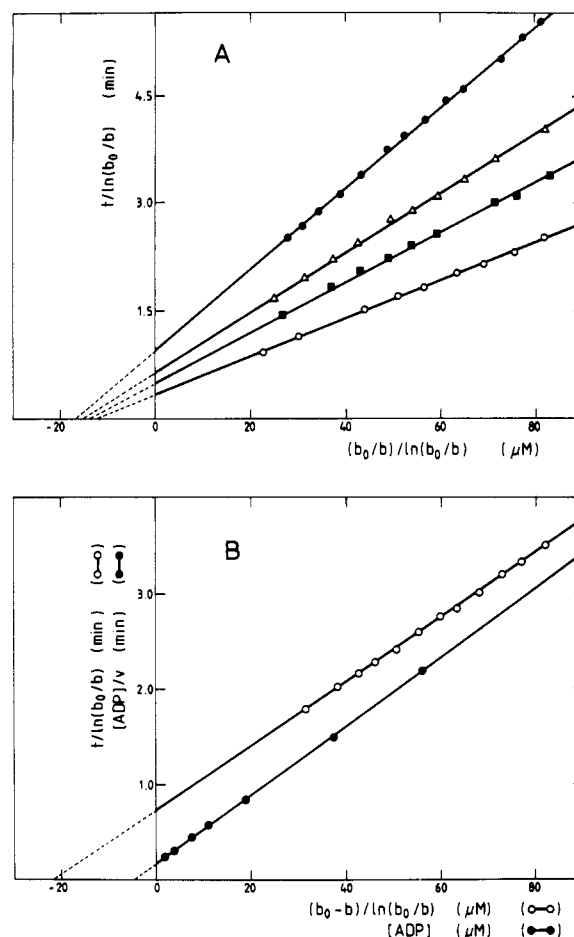 A
t/ln(b₀/b) (min)
4.5
3.0
1.5
-20 0 20 40 60 80
(b₀/b)/ln(b₀/b) (μM)
B
t/ln(b₀/b) (min) (○—○)
[ADP]/v (min) (●—●)
3.0
2.0
1.0
-20 0 20 40 60 80
(b₀-b)/ln(b₀/b) (μM) (○—○)
[ADP] (μM) (●—●)